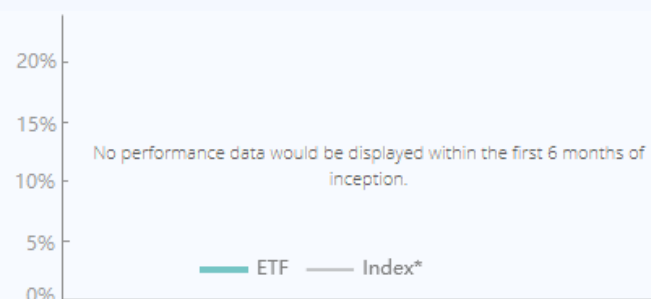 20%
15%
No performance data would be displayed within the first 6 months of
inception.
10%
5%
ETF Index*
0%